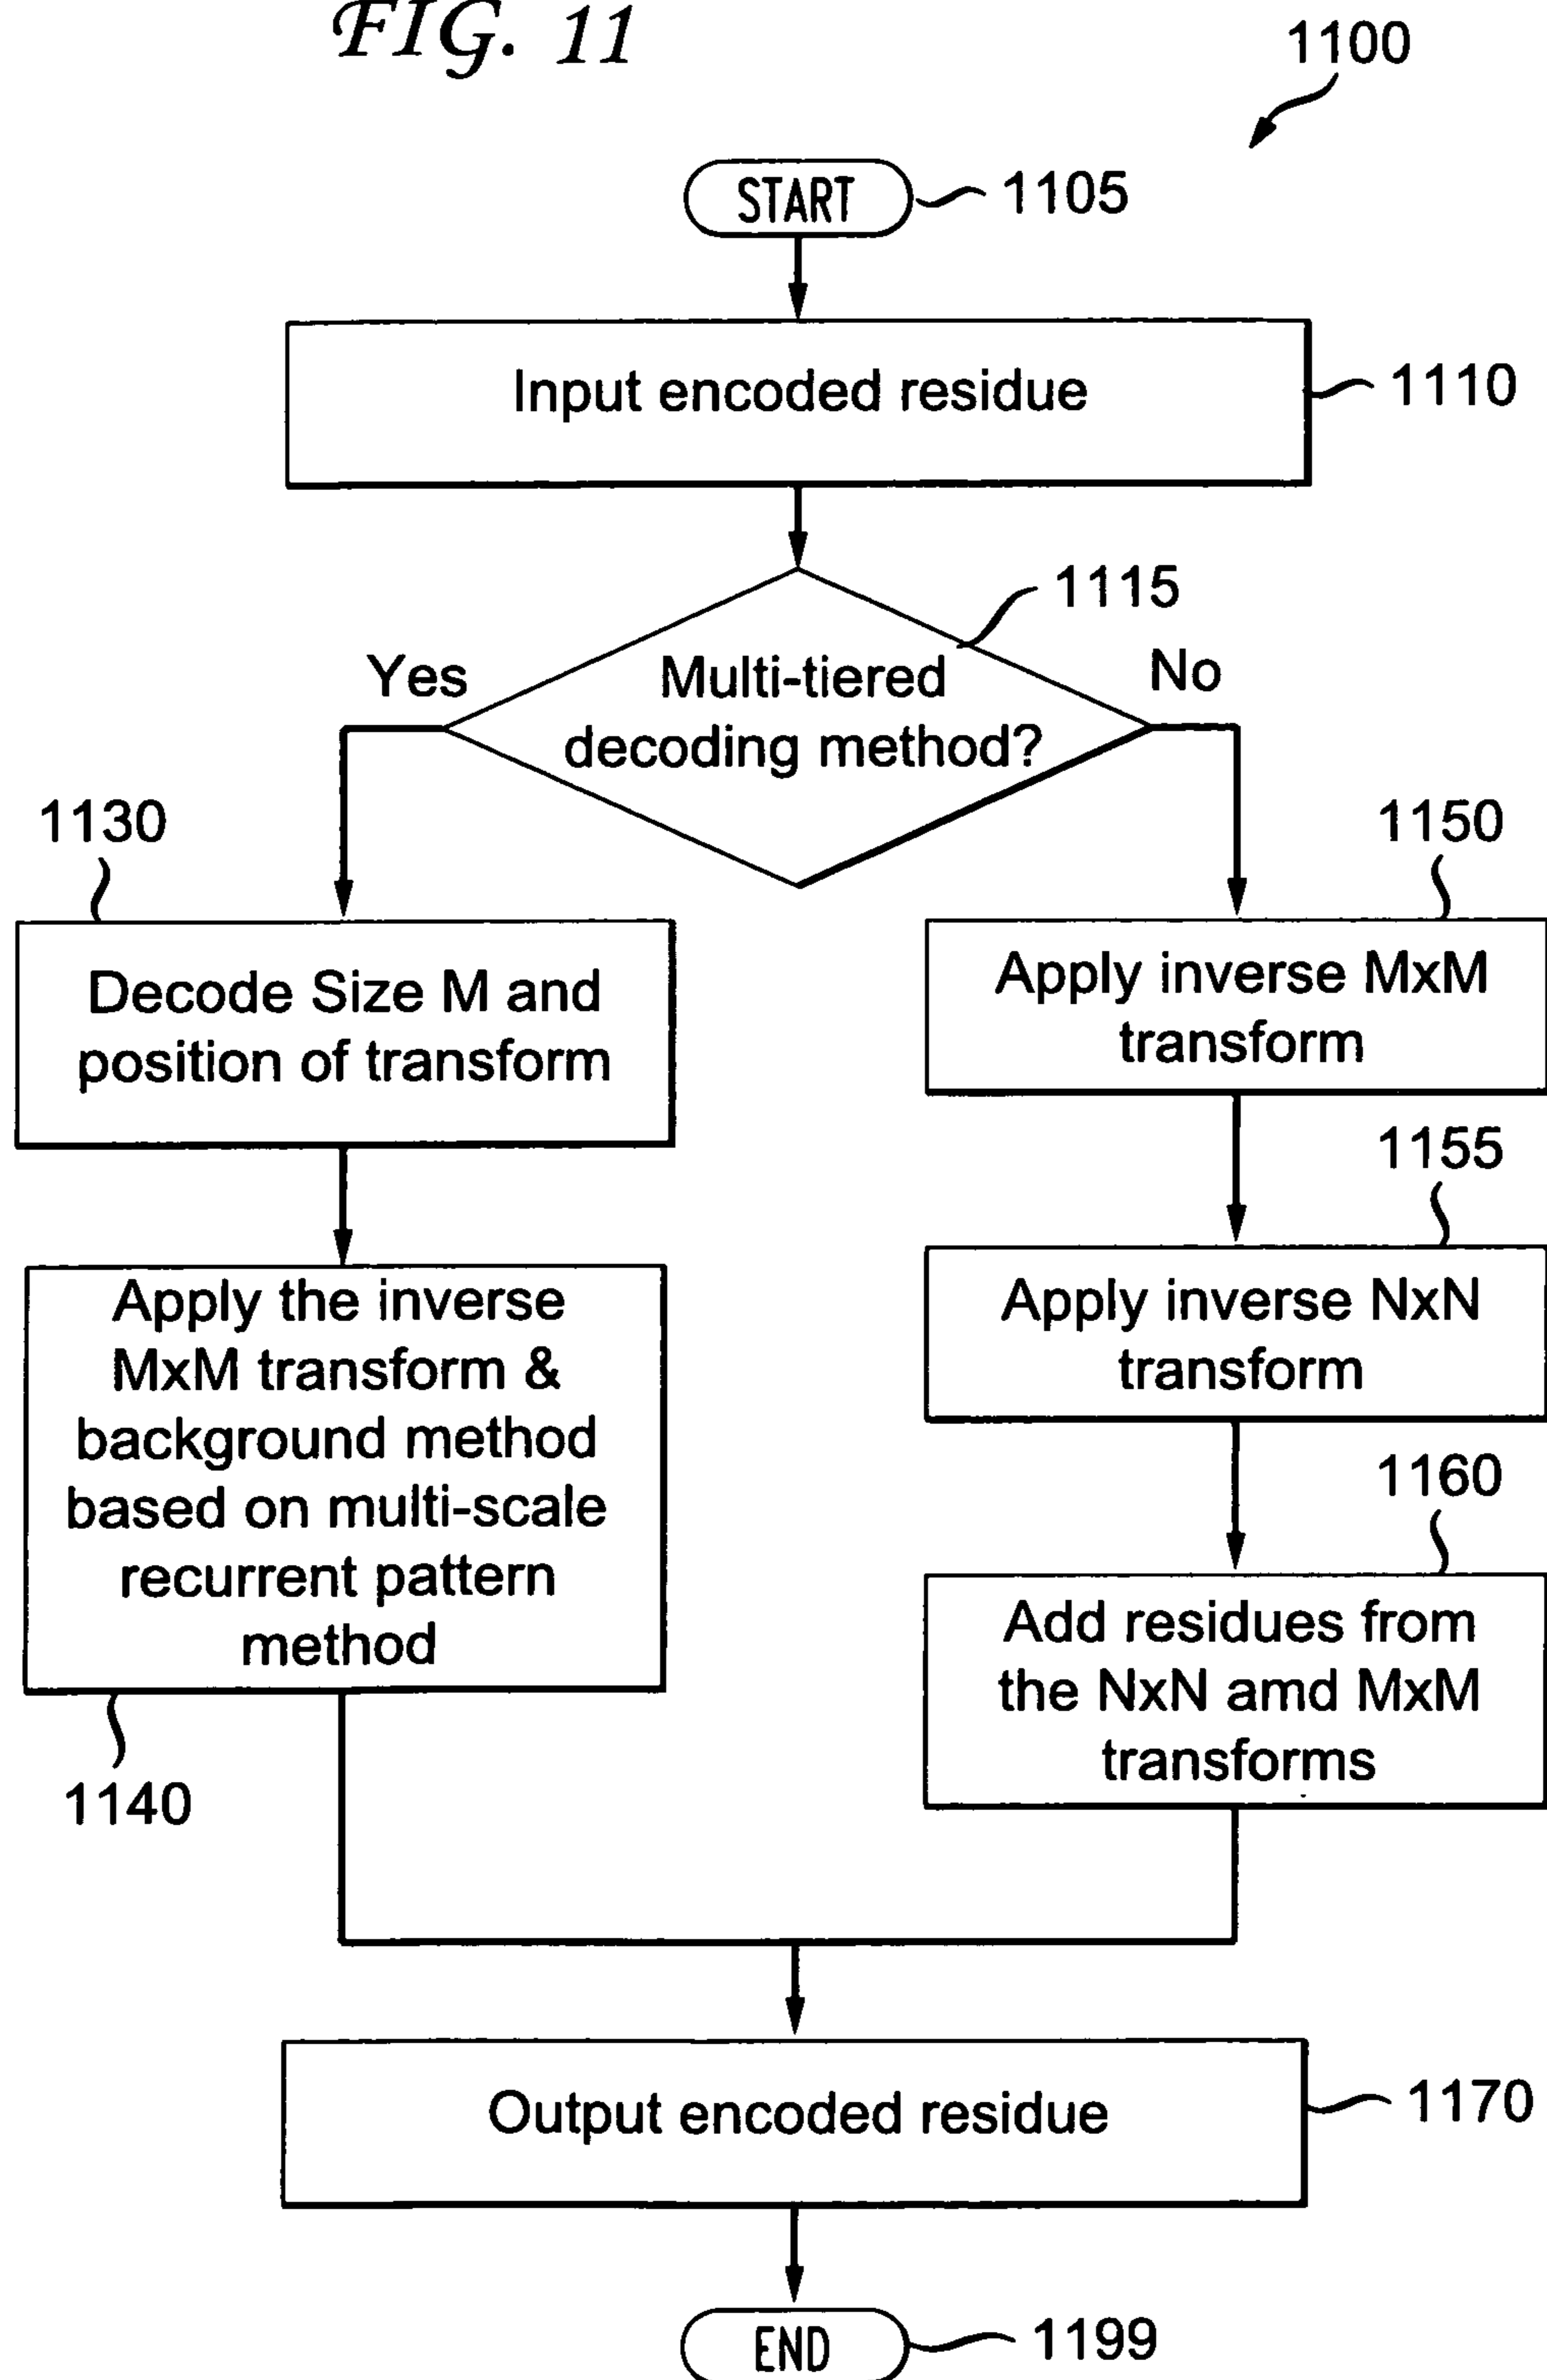 FIG. 11
1100
START
1105
Input encoded residue
1110
1115
Yes
Multi-tiered
decoding method?
No
1130
1150
Decode Size M and
position of transform
Apply inverse MxM
transform
1155
Apply the inverse
MxM transform &
background method
based on multi-scale
recurrent pattern
method
Apply inverse NxN
transform
1160
Add residues from
the NxN amd MxM
transforms
1140
Output encoded residue
1170
END
1199